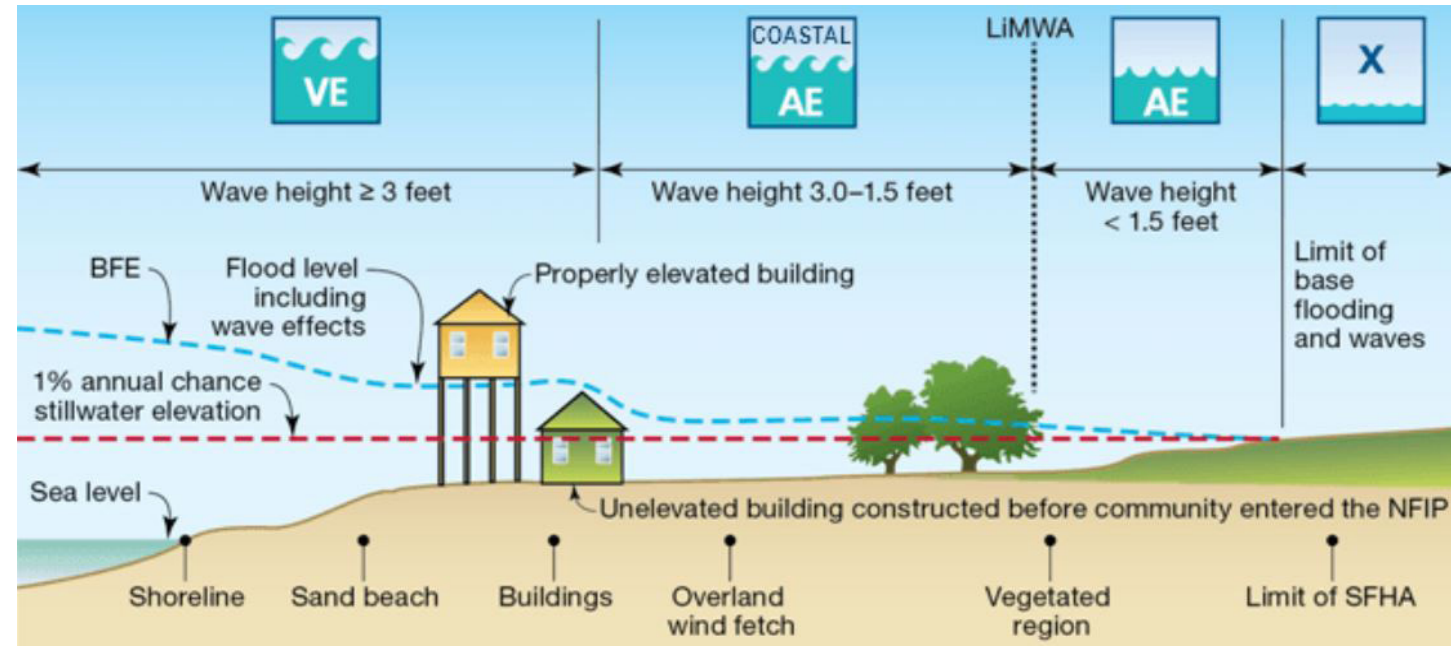 VE
COASTAL
AE
LiMWA
AE
X
Wave height ≥ 3 feet
Wave height 3.0–1.5 feet
Wave height
< 1.5 feet
BFE
Flood level
including
wave effects
Properly elevated building
Limit of
base
flooding
and waves
1% annual chance
stillwater elevation
Sea level
Unelevated building constructed before community entered the NFIP
Shoreline
Sand beach
Buildings
Overland
wind fetch
Vegetated
region
Limit of SFHA